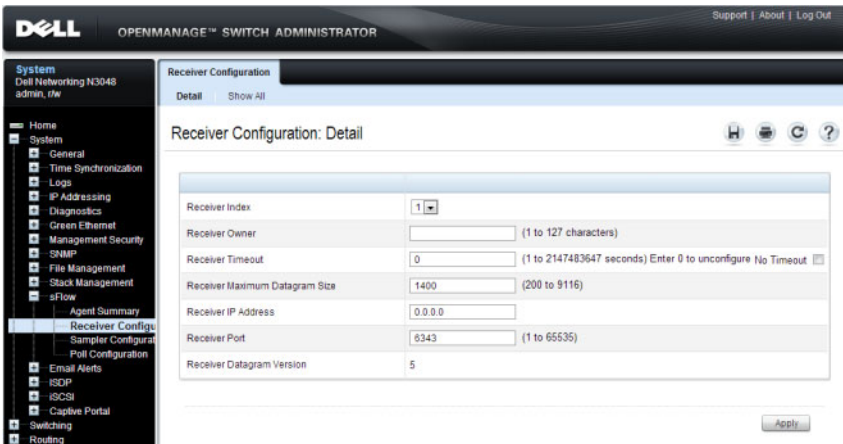 Support | About | Log Out
DELL OPENMANAGE™ SWITCH ADMINISTRATOR
System
Dell Networking N3048
admin, r/w
Home
System
General
Time Synchronization
Logs
IP Addressing
Diagnostics
Green Ethernet
Management Security
SNMP
File Management
Stack Management
sFlow
Agent Summary
Receiver Configu
Sampler Configurat
Poll Configuration
Email Alerts
ISDP
iSCSI
Captive Portal
Switching
Routing
Receiver Configuration
Detail Show All
Receiver Configuration: Detail
Receiver Index 1
Receiver Owner (1 to 127 characters)
Receiver Timeout 0 (1 to 2147483647 seconds) Enter 0 to unconfigure No Timeout
Receiver Maximum Datagram Size 1400 (200 to 9116)
Receiver IP Address 0.0.0.0
Receiver Port 6343 (1 to 65535)
Receiver Datagram Version 5
Apply